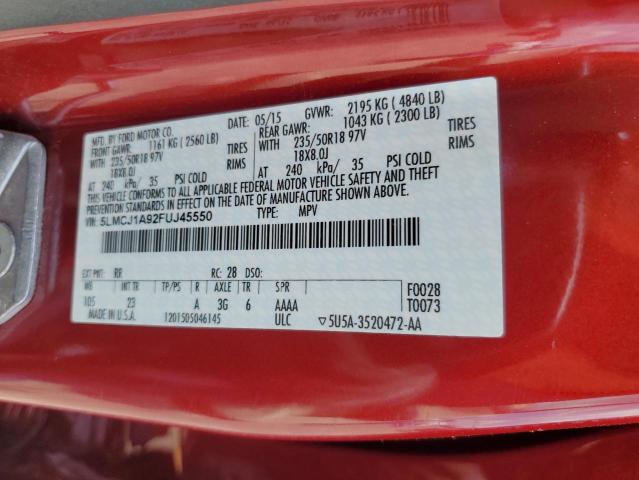 MFD. BY FORD MOTOR CO.
DATE: 05/15 GVWR: 2195 KG ( 4840 LB)
FRONT GAWR: 1161 KG ( 2560 LB) REAR GAWR: 1043 KG ( 2300 LB)
WITH 235/50R18 97V TIRES WITH 235/50R18 97V TIRES
18X8.0J RIMS 18X8.0J RIMS
AT 240 kPa/ 35 PSI COLD AT 240 kPa/ 35 PSI COLD
THIS VEHICLE CONFORMS TO ALL APPLICABLE FEDERAL MOTOR VEHICLE SAFETY AND THEFT
PREVENTION STANDARDS IN EFFECT ON THE DATE OF MANUFACTURE SHOWN ABOVE.
VIN: 5LMCJ1A92FUJ45550 TYPE: MPV
EXT PNT: RR RC: 28 DSO:
WB INT TR TP/PS R AXLE TR SPR F0028
105 23 A 3G 6 AAAA T0073
MADE IN U.S.A. 1201505046145 ULC ▽5U5A-3520472-AA